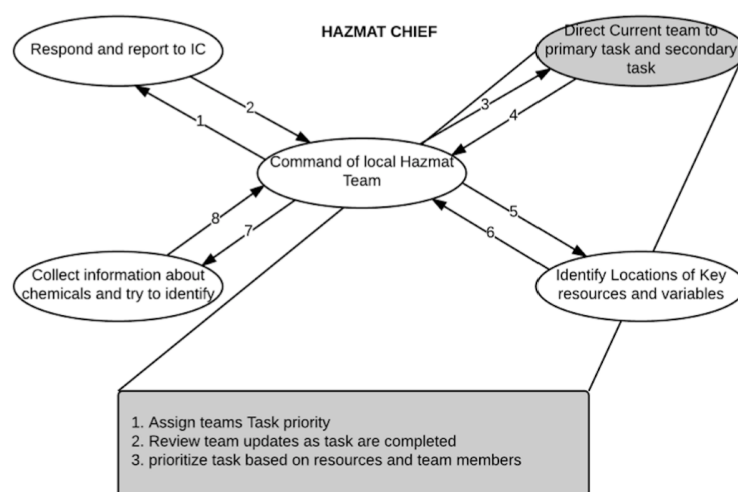 HAZMAT CHIEF
Respond and report to IC
Direct Current team to
primary task and secondary
task
1
2
3
4
Command of local Hazmat
Team
5
6
7
8
Collect information about
chemicals and try to identify
Identify Locations of Key
resources and variables
1. Assign teams Task priority
2. Review team updates as task are completed
3. prioritize task based on resources and team members